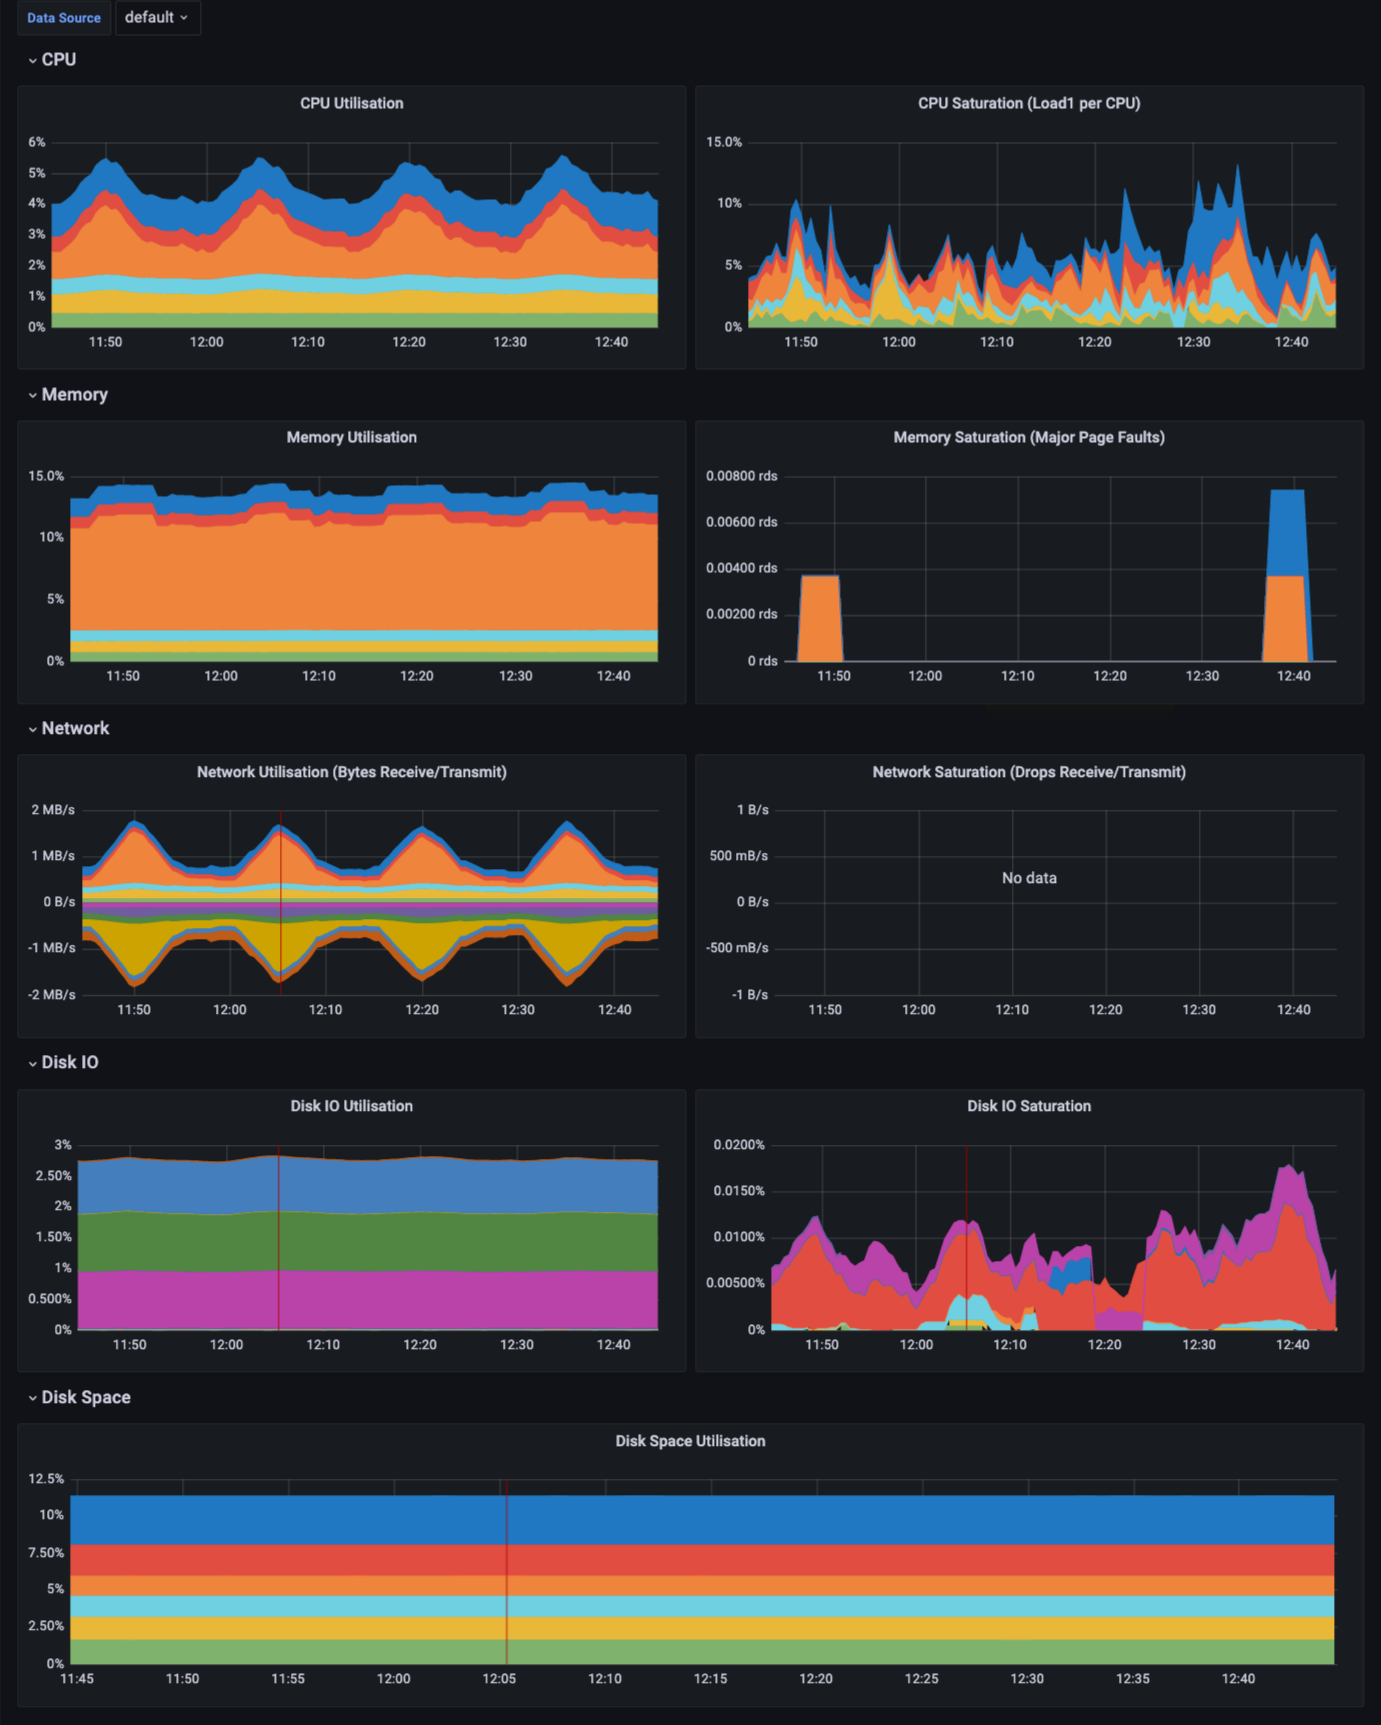 Data Source default
CPU
CPU Utilisation
6%
5%
4%
3%
2%
1%
0%
11:50 12:00 12:10 12:20 12:30 12:40
CPU Saturation (Load1 per CPU)
15.0%
10%
5%
0%
11:50 12:00 12:10 12:20 12:30 12:40
Memory
Memory Utilisation
15.0%
10%
5%
0%
11:50 12:00 12:10 12:20 12:30 12:40
Memory Saturation (Major Page Faults)
0.00800 rds
0.00600 rds
0.00400 rds
0.00200 rds
0 rds
11:50 12:00 12:10 12:20 12:30 12:40
Network
Network Utilisation (Bytes Receive/Transmit)
2 MB/s
1 MB/s
0 B/s
-1 MB/s
-2 MB/s
11:50 12:00 12:10 12:20 12:30 12:40
Network Saturation (Drops Receive/Transmit)
1 B/s
500 mB/s
No data
0 B/s
-500 mB/s
-1 B/s
11:50 12:00 12:10 12:20 12:30 12:40
Disk IO
Disk IO Utilisation
3%
2.50%
2%
1.50%
1%
0.500%
0%
11:50 12:00 12:10 12:20 12:30 12:40
Disk IO Saturation
0.0200%
0.0150%
0.0100%
0.00500%
0%
11:50 12:00 12:10 12:20 12:30 12:40
Disk Space
Disk Space Utilisation
12.5%
10%
7.50%
5%
2.50%
0%
11:45 11:50 11:55 12:00 12:05 12:10 12:15 12:20 12:25 12:30 12:35 12:40